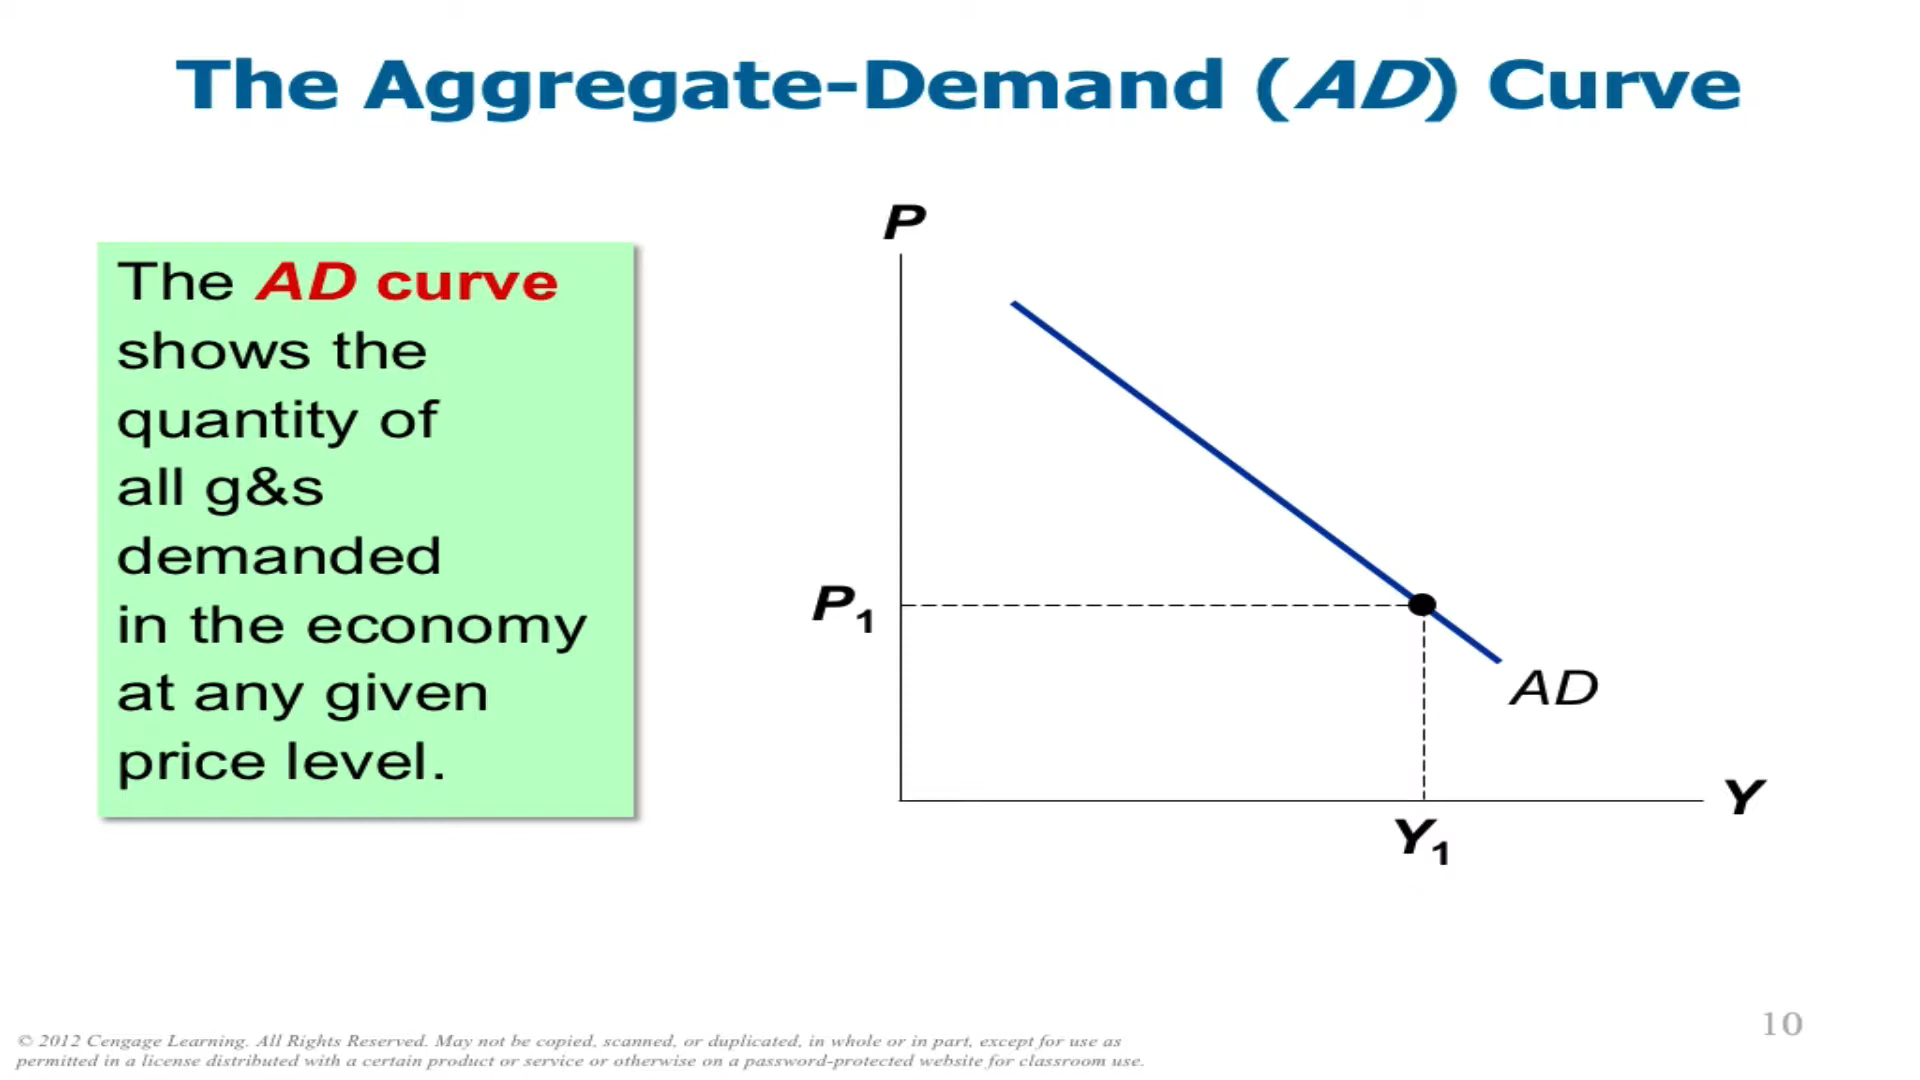 The Aggregate-Demand (AD) Curve
The AD curve
shows the
quantity of
all g&s
demanded
in the economy
at any given
price level.
P
P1
AD
Y
Y1
10
© 2012 Cengage Learning. All Rights Reserved. May not be copied, scanned, or duplicated, in whole or in part, except for use as
permitted in a license distributed with a certain product or service or otherwise on a password-protected website for classroom use.